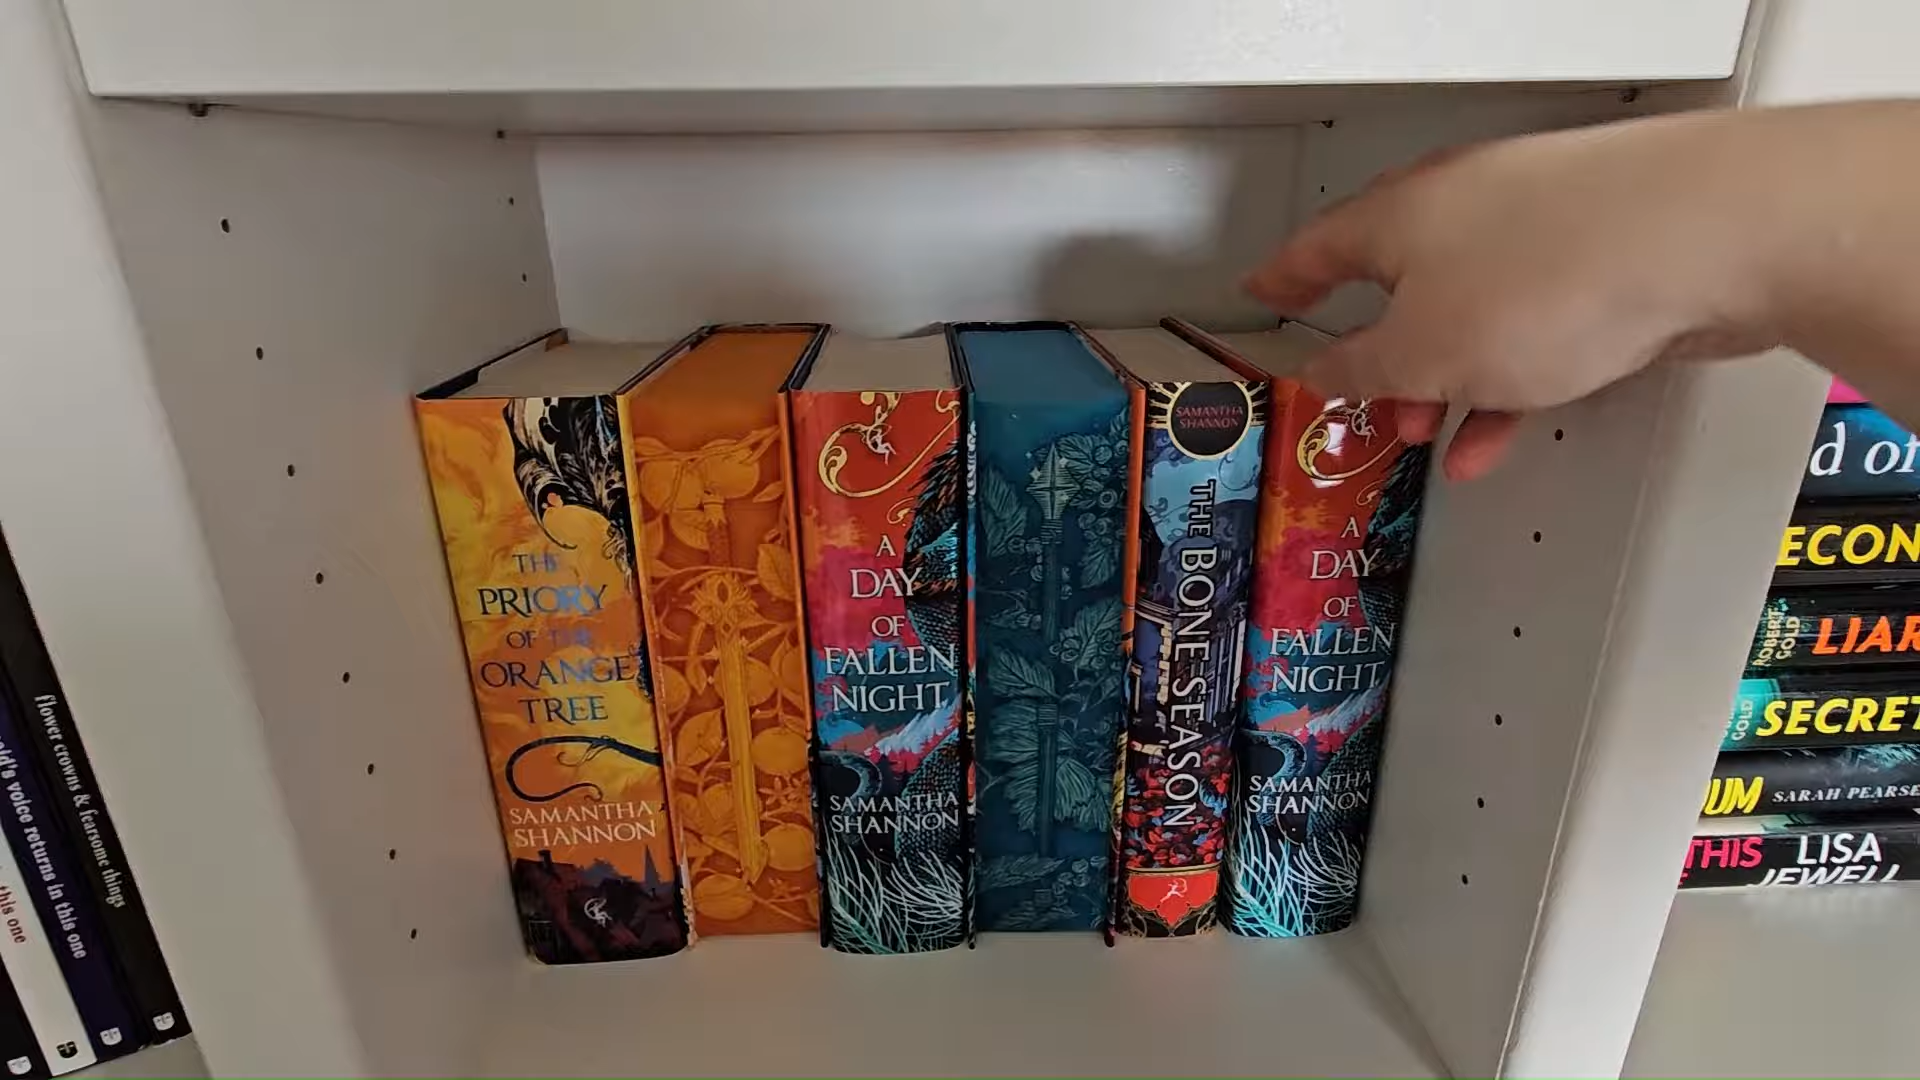 THE
PRIORY
OF THE
ORANGE
TREE
SAMANTHA
SHANNON
A
DAY
OF
FALLEN
NIGHT
SAMANTHA
SHANNON
SAMANTHA
SHANNON
THE BONE SEASON
A
DAY
OF
FALLEN
NIGHT
SAMANTHA
SHANNON
flower crowns & fearsome things
voice returns in this one
this one
d of
ECON
ROBERT
GOLD
LIAR
GOLD
SECRET
UM SARAH PEARSE
THIS
LISA
JEWELL